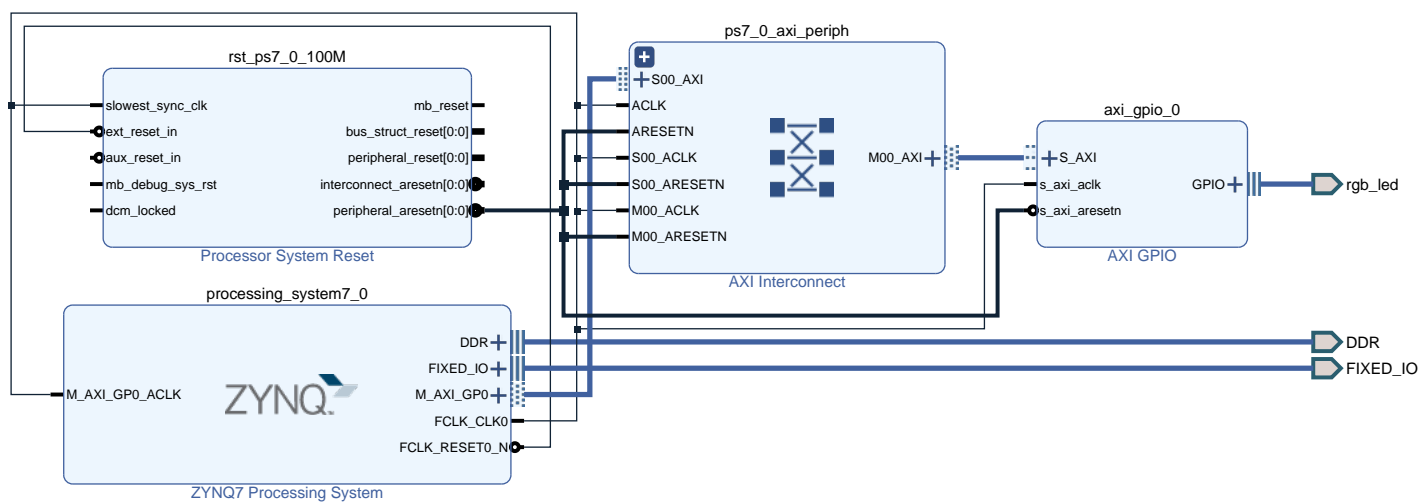 rst_ps7_0_100M
slowest_sync_clk
ext_reset_in
aux_reset_in
mb_debug_sys_rst
dcm_locked
mb_reset
bus_struct_reset[0:0]
peripheral_reset[0:0]
interconnect_aresetn[0:0]
peripheral_aresetn[0:0]
Processor System Reset
ps7_0_axi_periph
S00_AXI
ACLK
ARESETN
S00_ACLK
S00_ARESETN
M00_ACLK
M00_ARESETN
M00_AXI
AXI Interconnect
axi_gpio_0
S_AXI
s_axi_aclk
s_axi_aresetn
GPIO
AXI GPIO
rgb_led
processing_system7_0
M_AXI_GP0_ACLK
ZYNQ
DDR
FIXED_IO
M_AXI_GP0
FCLK_CLK0
FCLK_RESET0_N
ZYNQ7 Processing System
DDR
FIXED_IO